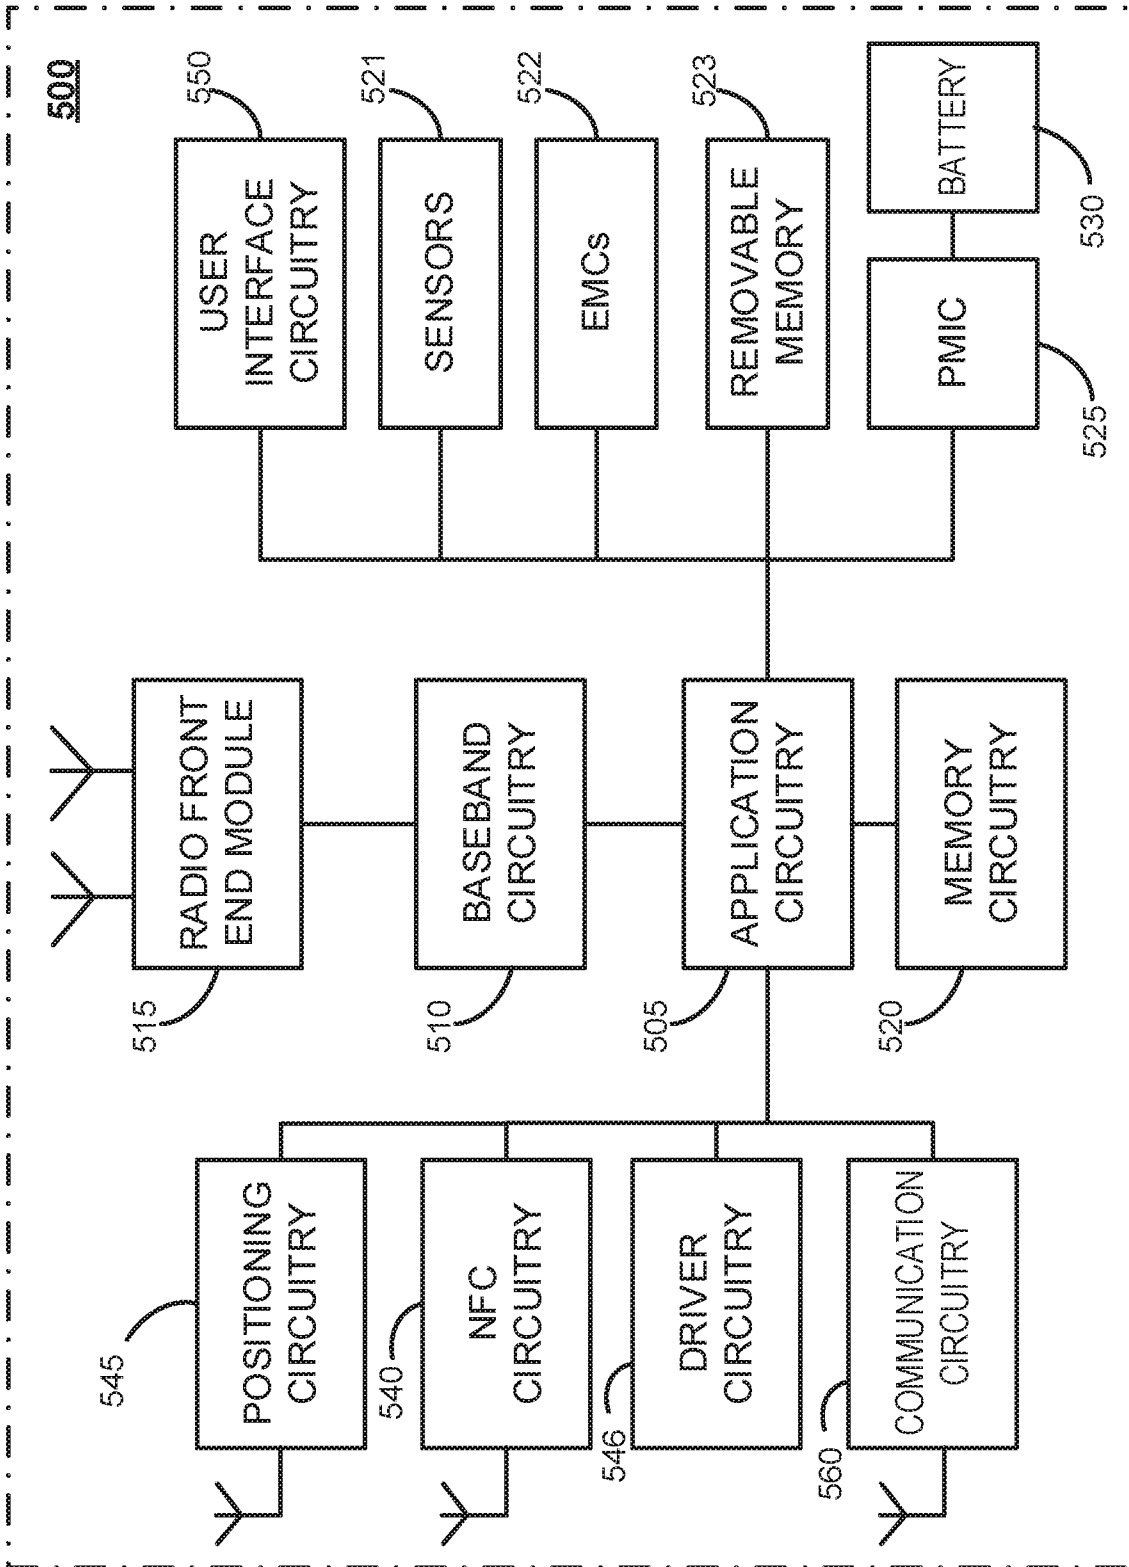 500
545
POSITIONING
CIRCUITRY
540
NFC
CIRCUITRY
546
DRIVER
CIRCUITRY
560
COMMUNICATION
CIRCUITRY
515
RADIO FRONT
END MODULE
510
BASEBAND
CIRCUITRY
505
APPLICATION
CIRCUITRY
520
MEMORY
CIRCUITRY
550
USER
INTERFACE
CIRCUITRY
521
SENSORS
522
EMCs
523
REMOVABLE
MEMORY
525
PMIC
530
BATTERY